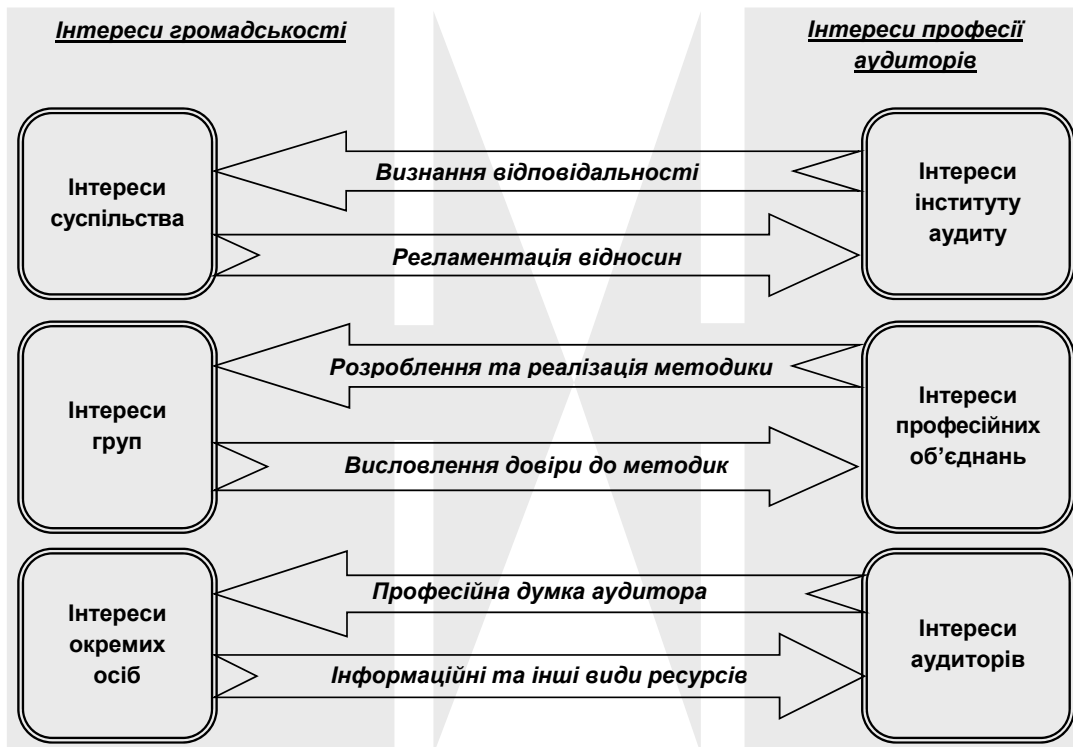 Інтереси громадськості
Інтереси професії
аудиторів
Інтереси
суспільства
Визнання відповідальності
Регламентація відносин
Інтереси
інституту
аудиту
Інтереси
груп
Розроблення та реалізація методики
Висловлення довіри до методик
Інтереси
професійних
об’єднань
Інтереси
окремих
осіб
Професійна думка аудитора
Інформаційні та інші види ресурсів
Інтереси
аудиторів